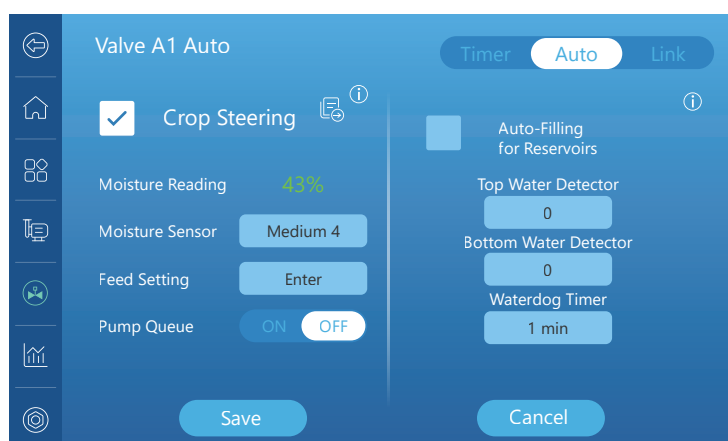 Valve A1 Auto
Timer
Auto
Link
Crop Steering
Moisture Reading
43%
Moisture Sensor
Medium 4
Feed Setting
Enter
Pump Queue
ON
OFF
Save
Auto-Filling
for Reservoirs
Top Water Detector
0
Bottom Water Detector
0
Waterdog Timer
1 min
Cancel